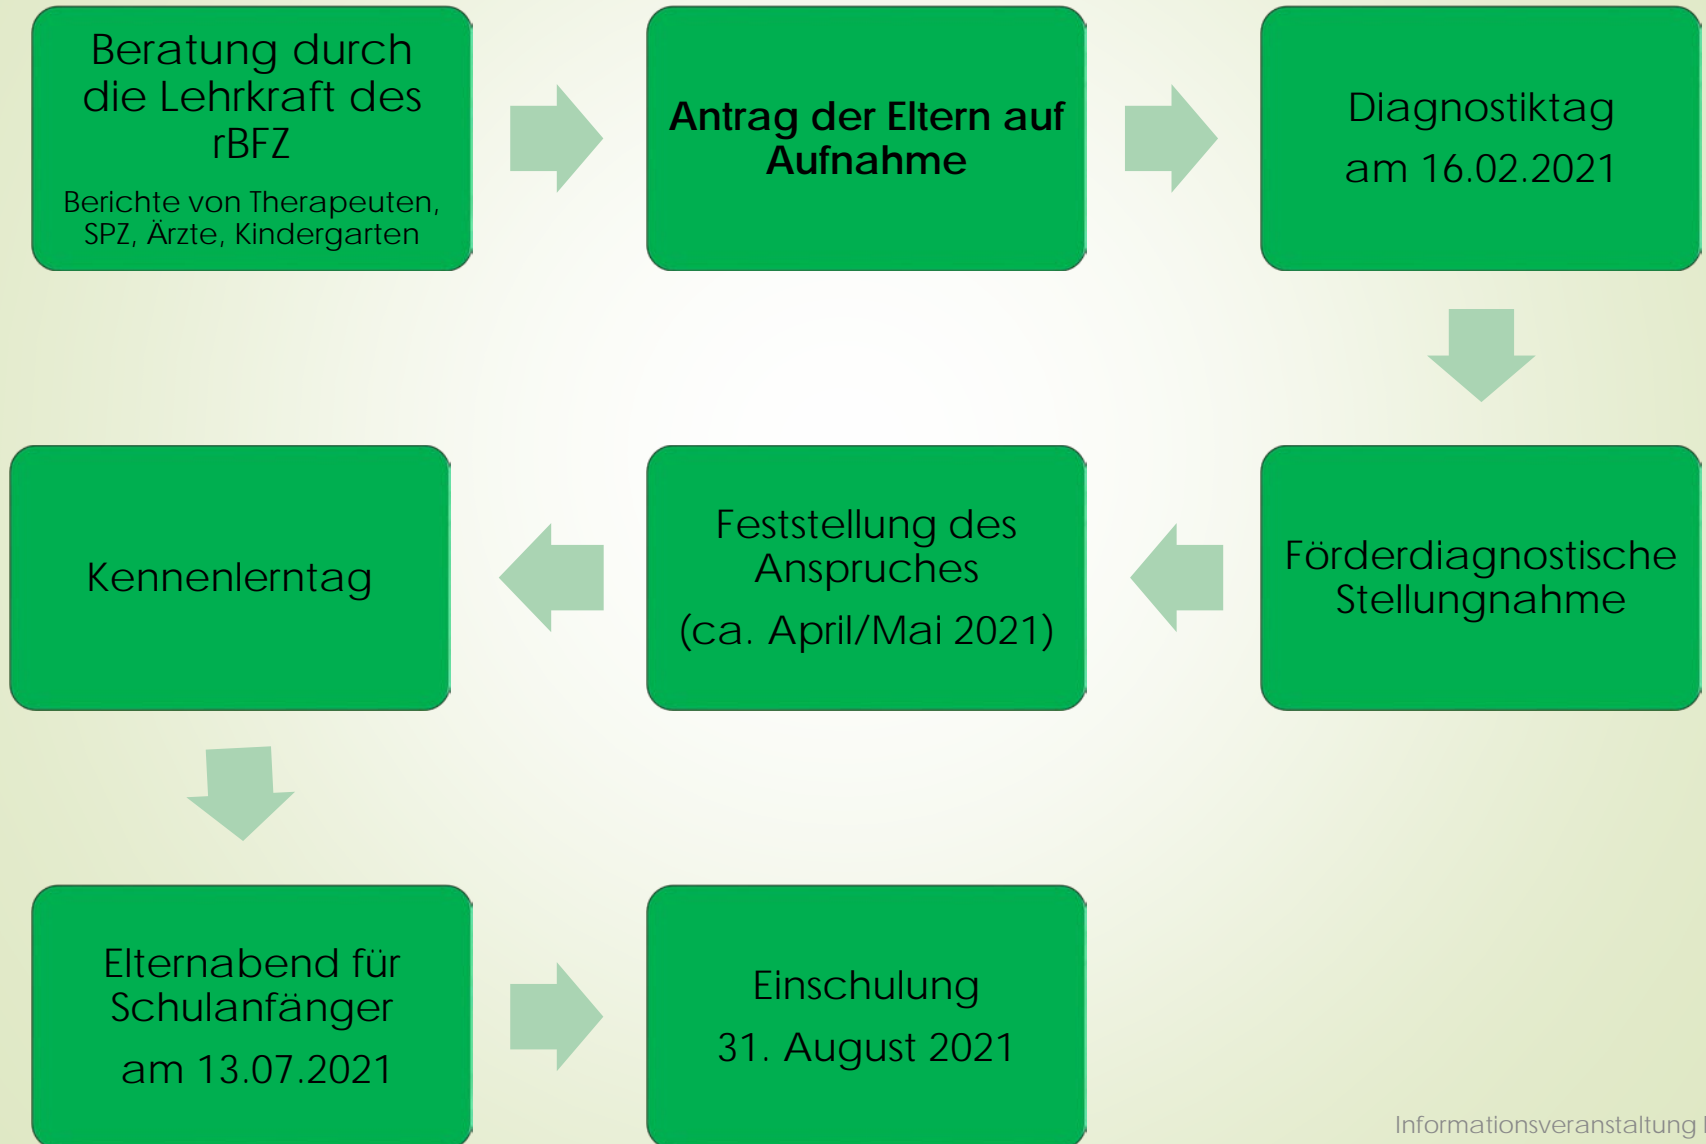 Beratung durch
die Lehrkraft des
rBFZ
Berichte von Therapeuten,
SPZ, Ärzte, Kindergarten
Antrag der Eltern auf
Aufnahme
Diagnostiktag
am 16.02.2021
Förderdiagnostische
Stellungnahme
Feststellung des
Anspruches
(ca. April/Mai 2021)
Kennenlerntag
Elternabend für
Schulanfänger
am 13.07.2021
Einschulung
31. August 2021
Informationsveranstaltung